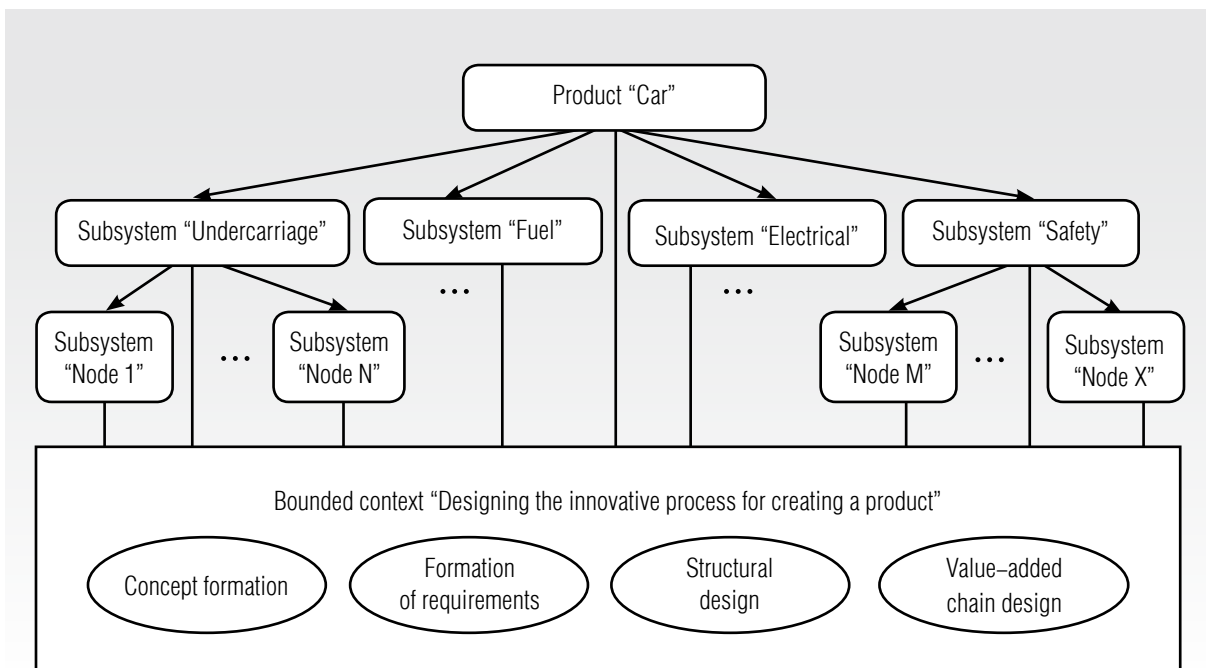 Product “Car”
Subsystem “Undercarriage”
Subsystem “Fuel”
Subsystem “Electrical”
Subsystem “Safety”
...
...
Subsystem
“Node 1”
...
Subsystem
“Node N”
Subsystem
“Node M”
...
Subsystem
“Node X”
Bounded context “Designing the innovative process for creating a product”
Concept formation
Formation
of requirements
Structural
design
Value–added
chain design